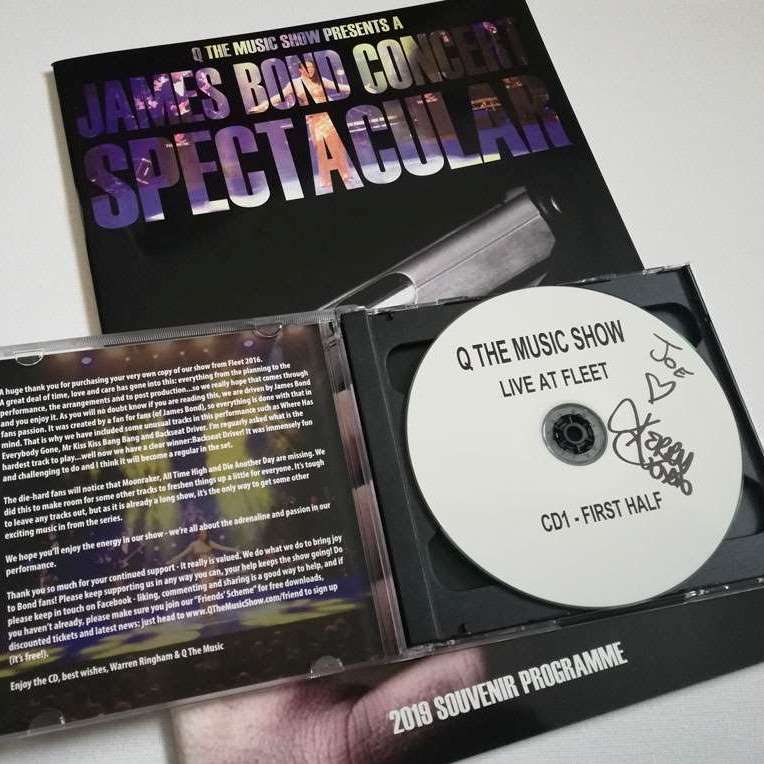 Q THE MUSIC SHOW PRESENTS A
JAMES BOND CONCERT
SPECTACULAR
A huge thank you for purchasing your very own copy of our show from Fleet 2016.
A great deal of time, love and care has gone into this: everything from the planning to the
performance, the arrangements and to post production...so we really hope that comes through
and you enjoy it. As you will no doubt know if you are reading this, we are driven by James Bond
fans passion. It was created by a fan for fans (of James Bond), so everything is done with that in
mind. That is why we have included some unusual tracks in this performance such as Where Has
Everybody Gone, Mr Kiss Kiss Bang Bang and Backseat Driver. I'm reguarly asked what is the
hardest track to play...well now we have a clear winner:Backseat Driver! It was immensely fun
and challenging to do and I think it will become a regular in the set.
The die-hard fans will notice that Moonraker, All Time High and Die Another Day are missing. We
did this to make room for some other tracks to freshen things up a little for everyone. It's tough
to leave any tracks out, but as it is already a long show, it's the only way to get some other
exciting music in from the series.
We hope you'll enjoy the energy in our show - we're all about the adrenaline and passion in our
performance.
Thank you so much for your continued support - It really is valued. We do what we do to bring joy
to Bond fans! Please keep supporting us in any way you can, your help keeps the show going! Do
please keep in touch on Facebook - liking, commenting and sharing is a good way to help, and if
you haven't already, please make sure you join our "Friends' Scheme" for free downloads,
discounted tickets and latest news: just head to www.QTheMusicShow.com/friend to sign up
(it's free!).
Enjoy the CD, best wishes, Warren Ringham & Q The Music
Q THE MUSIC SHOW
LIVE AT FLEET
CD1 - FIRST HALF
2019 SOUVENIR PROGRAMME